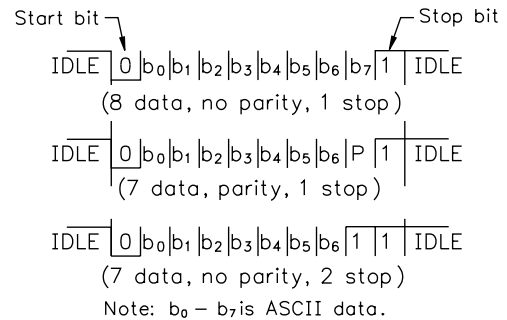 Start bit Stop bit
IDLE 0 b₀ b₁ b₂ b₃ b₄ b₅ b₆ b₇ 1 IDLE
(8 data, no parity, 1 stop)
IDLE 0 b₀ b₁ b₂ b₃ b₄ b₅ b₆ P 1 IDLE
(7 data, parity, 1 stop)
IDLE 0 b₀ b₁ b₂ b₃ b₄ b₅ b₆ 1 1 IDLE
(7 data, no parity, 2 stop)
Note: b₀ – b₇ is ASCII data.